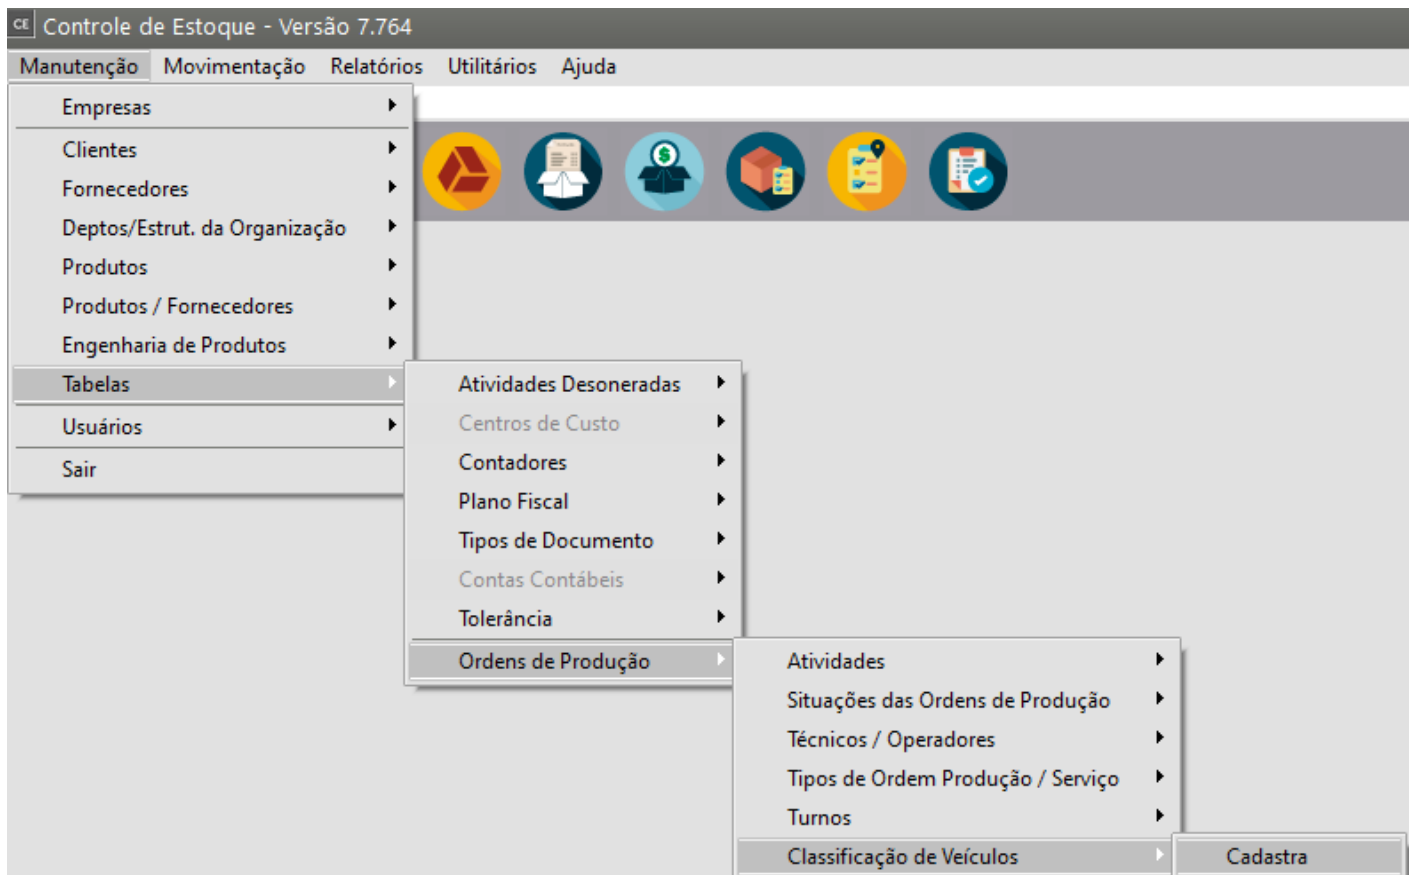 CE Controle de Estoque - Versão 7.764
Manutenção Movimentação Relatórios Utilitários Ajuda
Empresas
Clientes
Fornecedores
Deptos/Estrut. da Organização
Produtos
Produtos / Fornecedores
Engenharia de Produtos
Tabelas
Usuários
Sair
Atividades Desoneradas
Centros de Custo
Contadores
Plano Fiscal
Tipos de Documento
Contas Contábeis
Tolerância
Ordens de Produção
Atividades
Situações das Ordens de Produção
Técnicos / Operadores
Tipos de Ordem Produção / Serviço
Turnos
Classificação de Veículos
Cadastra